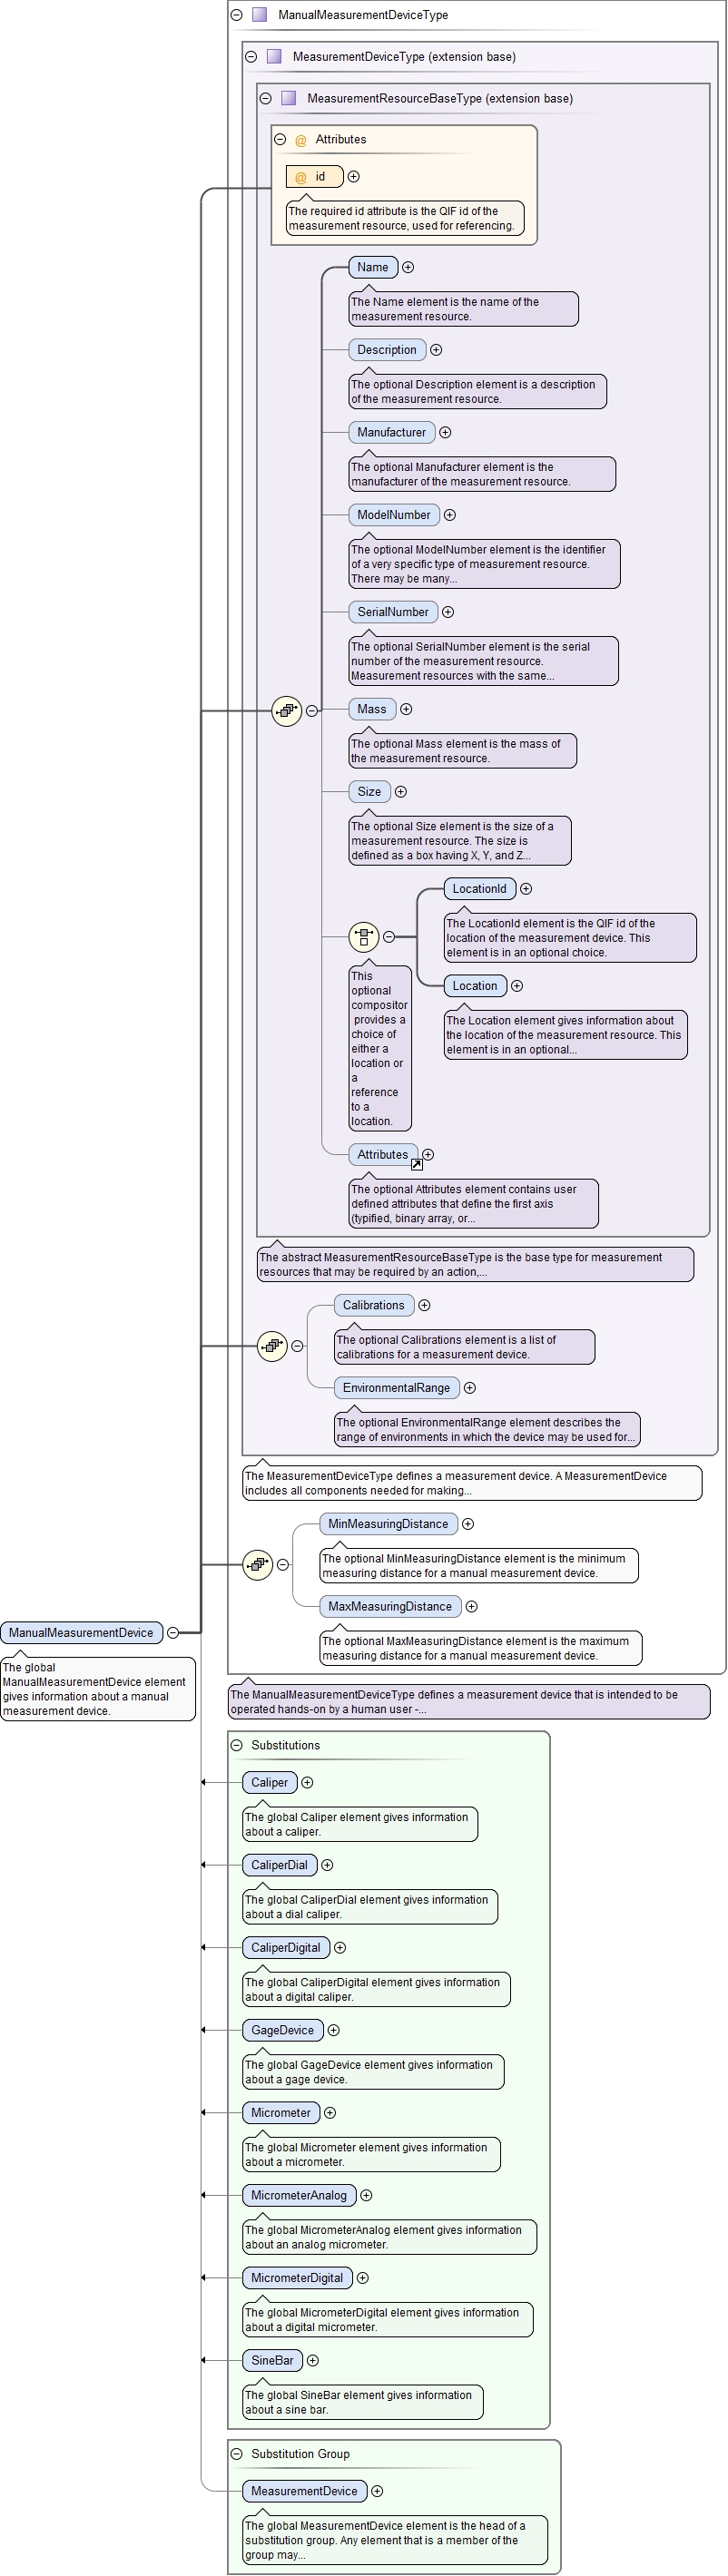 ManualMeasurementDeviceType
MeasurementDeviceType (extension base)
MeasurementResourceBaseType (extension base)
@ Attributes
@ id
The required id attribute is the QIF id of the
measurement resource, used for referencing.
Name
The Name element is the name of the
measurement resource.
Description
The optional Description element is a description
of the measurement resource.
Manufacturer
The optional Manufacturer element is the
manufacturer of the measurement resource.
ModelNumber
The optional ModelNumber element is the identifier
of a very specific type of measurement resource.
There may be many...
SerialNumber
The optional SerialNumber element is the serial
number of the measurement resource.
Measurement resources with the same...
Mass
The optional Mass element is the mass of
the measurement resource.
Size
The optional Size element is the size of a
measurement resource. The size is
defined as a box having X, Y, and Z...
LocationId
The LocationId element is the QIF id of the
location of the measurement device. This
element is in an optional choice.
Location
The Location element gives information about
the location of the measurement resource. This
element is in an optional...
This
optional
compositor
provides a
choice of
either a
location or
a
reference
to a
location.
Attributes
The optional Attributes element contains user
defined attributes that define the first axis
(typified, binary array, or...
The abstract MeasurementResourceBaseType is the base type for measurement
resources that may be required by an action,...
Calibrations
The optional Calibrations element is a list of
calibrations for a measurement device.
EnvironmentalRange
The optional EnvironmentalRange element describes the
range of environments in which the device may be used for...
The MeasurementDeviceType defines a measurement device. A MeasurementDevice
includes all components needed for making...
MinMeasuringDistance
The optional MinMeasuringDistance element is the minimum
measuring distance for a manual measurement device.
MaxMeasuringDistance
The optional MaxMeasuringDistance element is the maximum
measuring distance for a manual measurement device.
ManualMeasurementDevice
The global
ManualMeasurementDevice element
gives information about a manual
measurement device.
The ManualMeasurementDeviceType defines a measurement device that is intended to be
operated hands-on by a human user -...
Substitutions
Caliper
The global Caliper element gives information
about a caliper.
CaliperDial
The global CaliperDial element gives information
about a dial caliper.
CaliperDigital
The global CaliperDigital element gives information
about a digital caliper.
GageDevice
The global GageDevice element gives information
about a gage device.
Micrometer
The global Micrometer element gives information
about a micrometer.
MicrometerAnalog
The global MicrometerAnalog element gives information
about an analog micrometer.
MicrometerDigital
The global MicrometerDigital element gives information
about a digital micrometer.
SineBar
The global SineBar element gives information
about a sine bar.
Substitution Group
MeasurementDevice
The global MeasurementDevice element is the head of a
substitution group. Any element that is a member of the
group may...